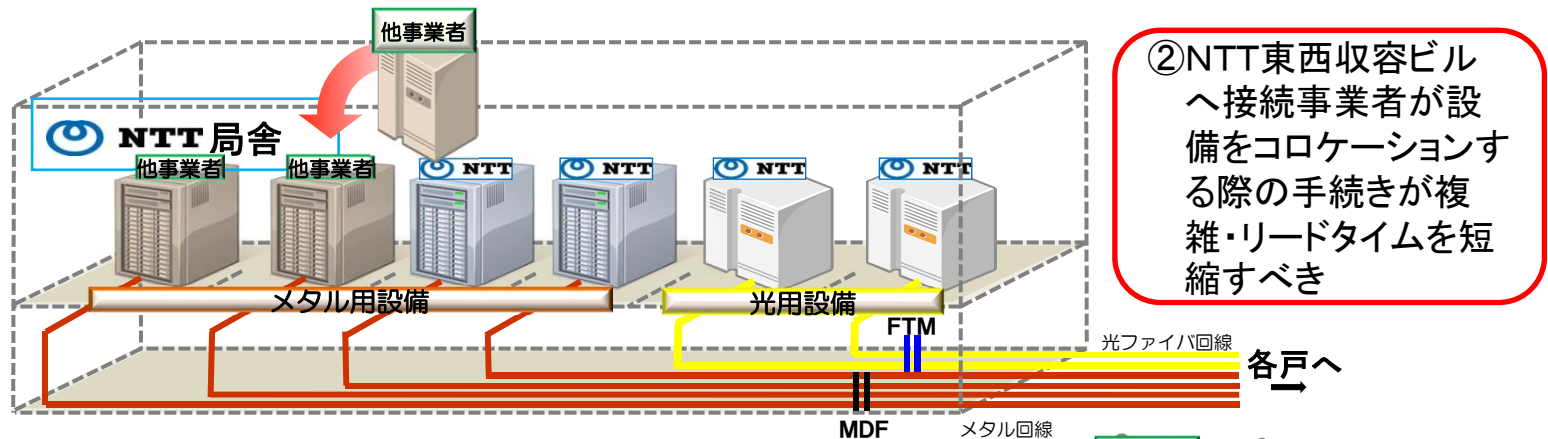 他事業者
②NTT東西収容ビル
へ接続事業者が設
備をコロケーションす
る際の手続きが複
雑・リードタイムを短
縮すべき
NTT局舎
他事業者
他事業者
NTT
NTT
NTT
NTT
メタル用設備
光用設備
FTM
光ファイバ回線
各戸へ
MDF
メタル回線